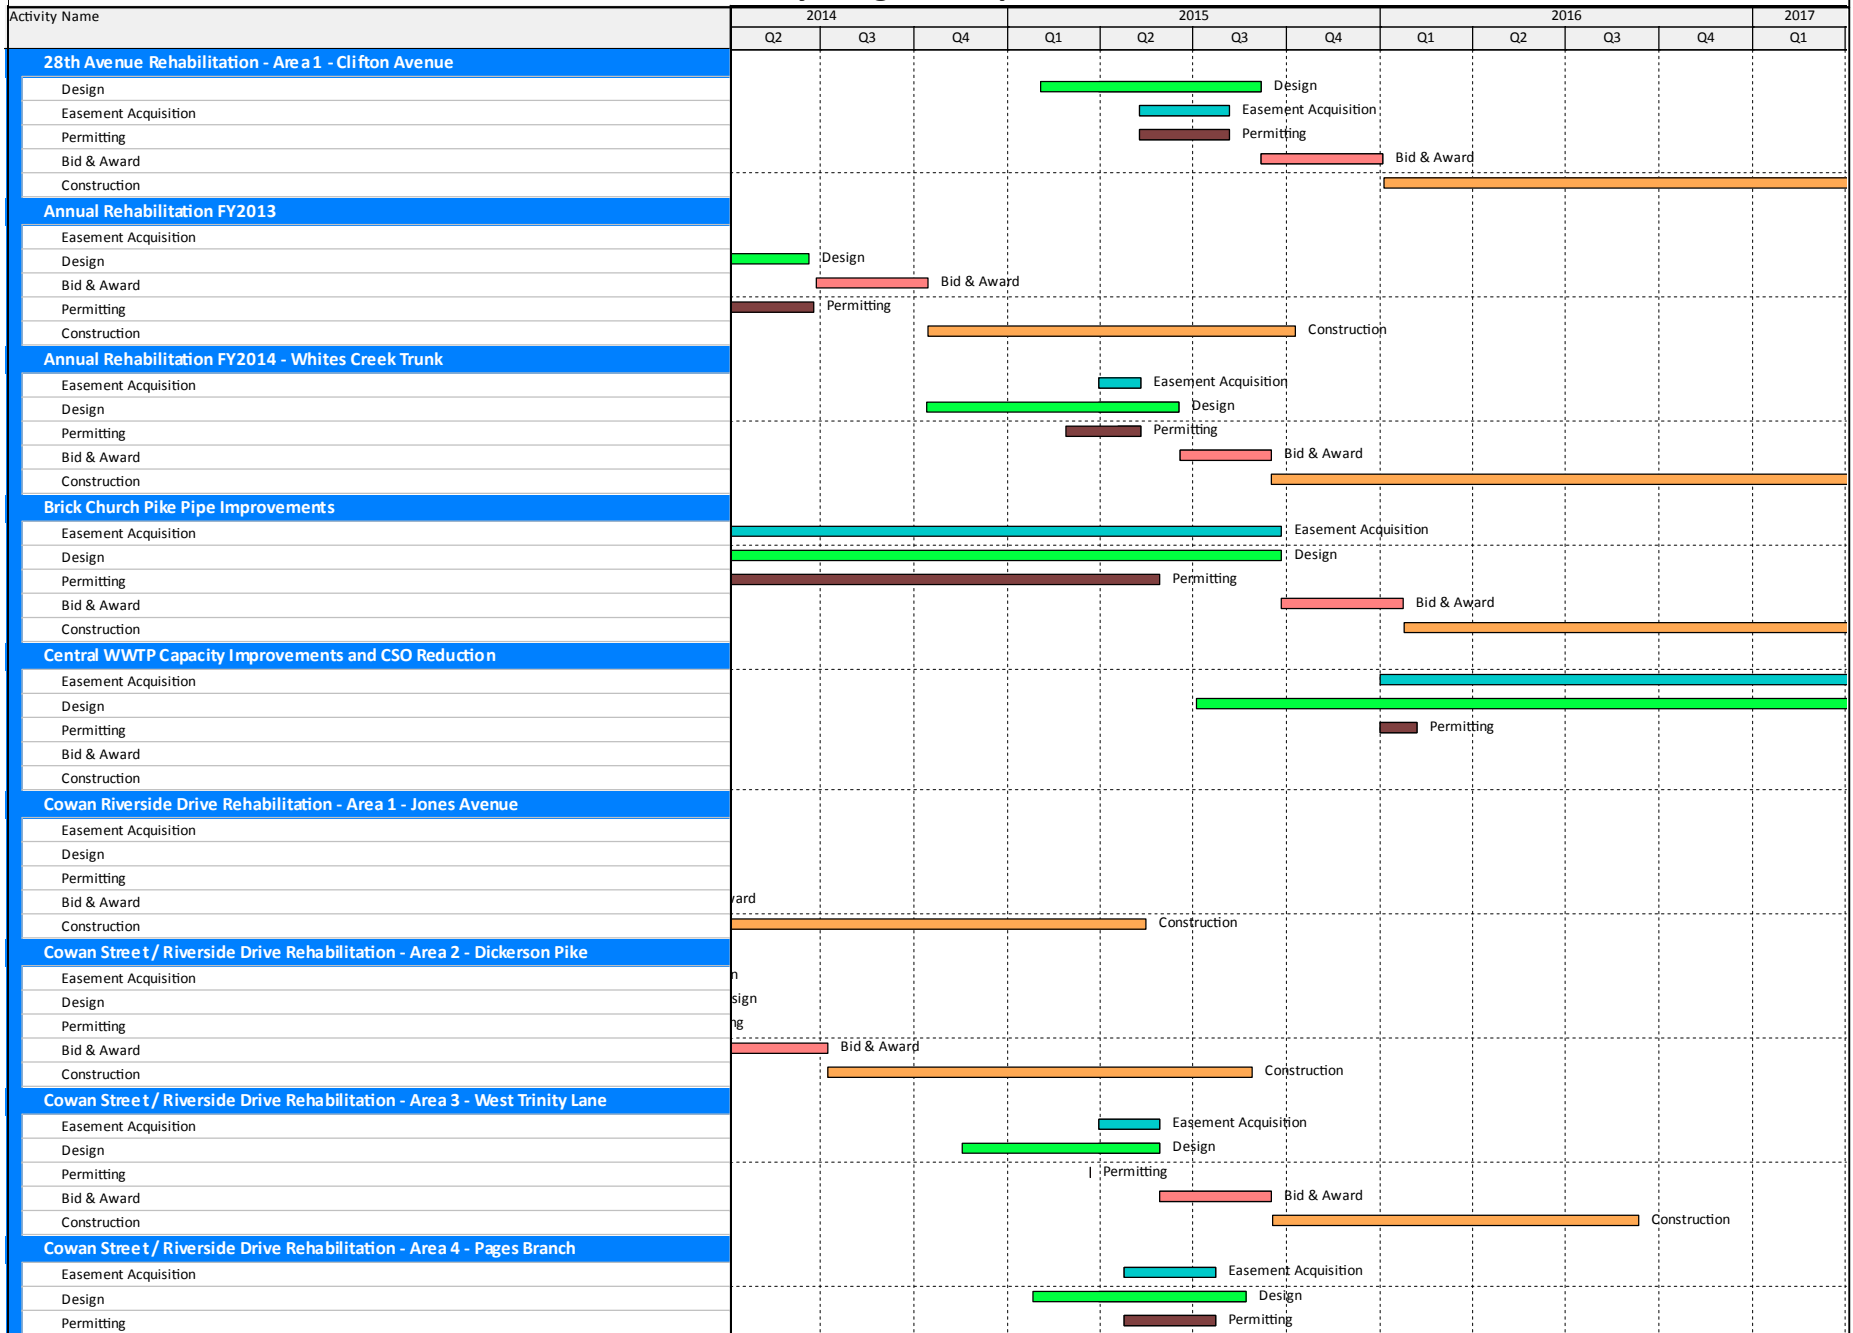 Activity Name 2014 2015 2016 2017
Q2 Q3 Q4 Q1 Q2 Q3 Q4 Q1 Q2 Q3 Q4 Q1
28th Avenue Rehabilitation - Area 1 - Clifton Avenue
Design Design
Easement Acquisition Easement Acquisition
Permitting Permitting
Bid & Award Bid & Award
Construction
Annual Rehabilitation FY2013
Easement Acquisition
Design Design
Bid & Award Bid & Award
Permitting Permitting
Construction Construction
Annual Rehabilitation FY2014 - Whites Creek Trunk
Easement Acquisition Easement Acquisition
Design Design
Permitting Permitting
Bid & Award Bid & Award
Construction
Brick Church Pike Pipe Improvements
Easement Acquisition Easement Acquisition
Design Design
Permitting Permitting
Bid & Award Bid & Award
Construction
Central WWTP Capacity Improvements and CSO Reduction
Easement Acquisition
Design
Permitting Permitting
Bid & Award
Construction
Cowan Riverside Drive Rehabilitation - Area 1 - Jones Avenue
Easement Acquisition
Design
Permitting
Bid & Award ard
Construction Construction
Cowan Street / Riverside Drive Rehabilitation - Area 2 - Dickerson Pike
Easement Acquisition n
Design sign
Permitting ng
Bid & Award Bid & Award
Construction Construction
Cowan Street / Riverside Drive Rehabilitation - Area 3 - West Trinity Lane
Easement Acquisition Easement Acquisition
Design Design
Permitting Permitting
Bid & Award Bid & Award
Construction Construction
Cowan Street / Riverside Drive Rehabilitation - Area 4 - Pages Branch
Easement Acquisition Easement Acquisition
Design Design
Permitting Permitting